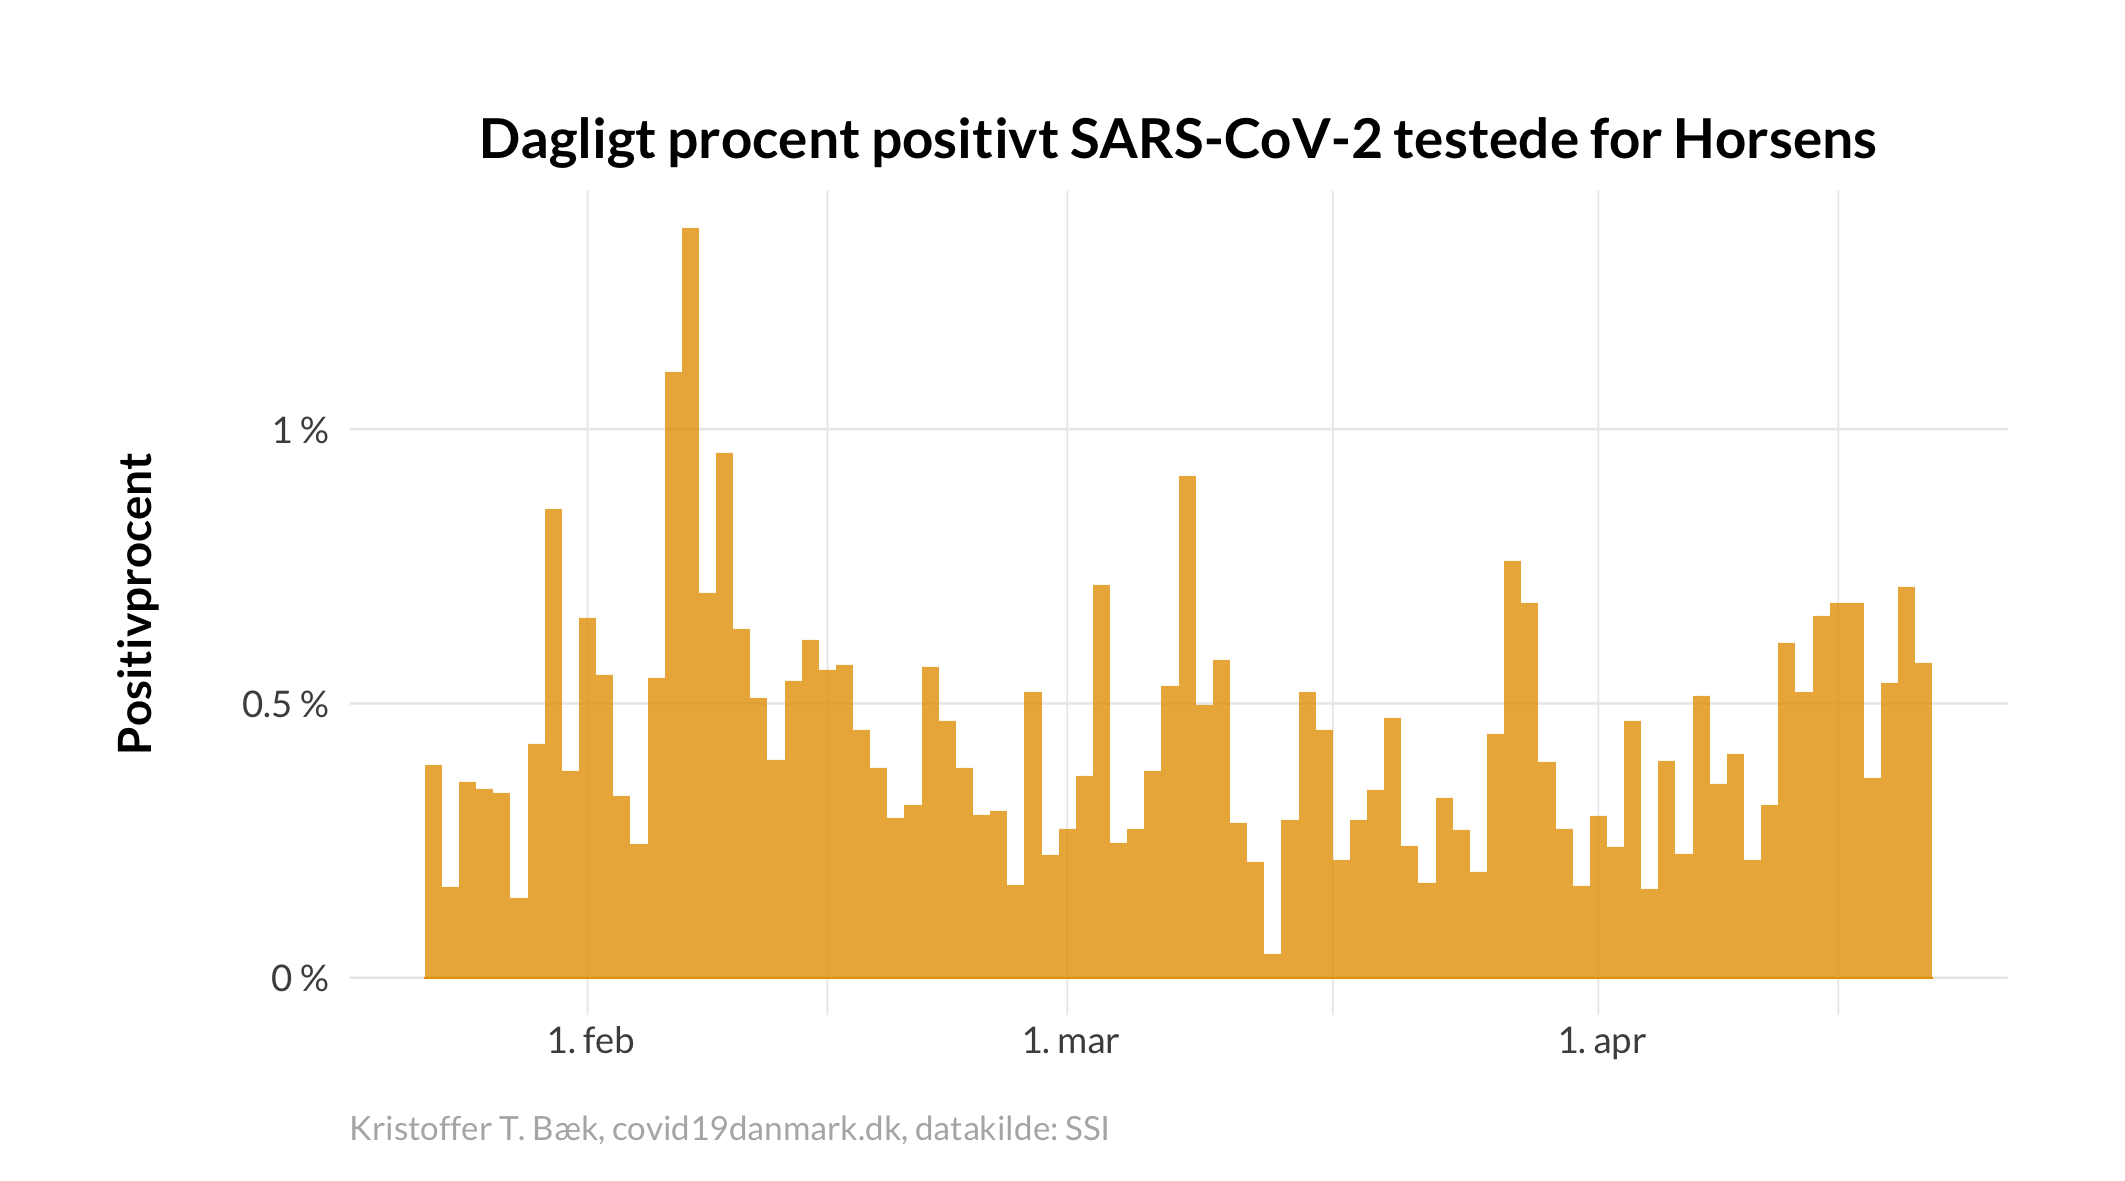 Dagligt procent positivt SARS-CoV-2 testede for Horsens
Positivprocent
1 %
0.5 %
0 %
1. feb
1. mar
1. apr
Kristoffer T. Bæk, covid19danmark.dk, datakilde: SSI